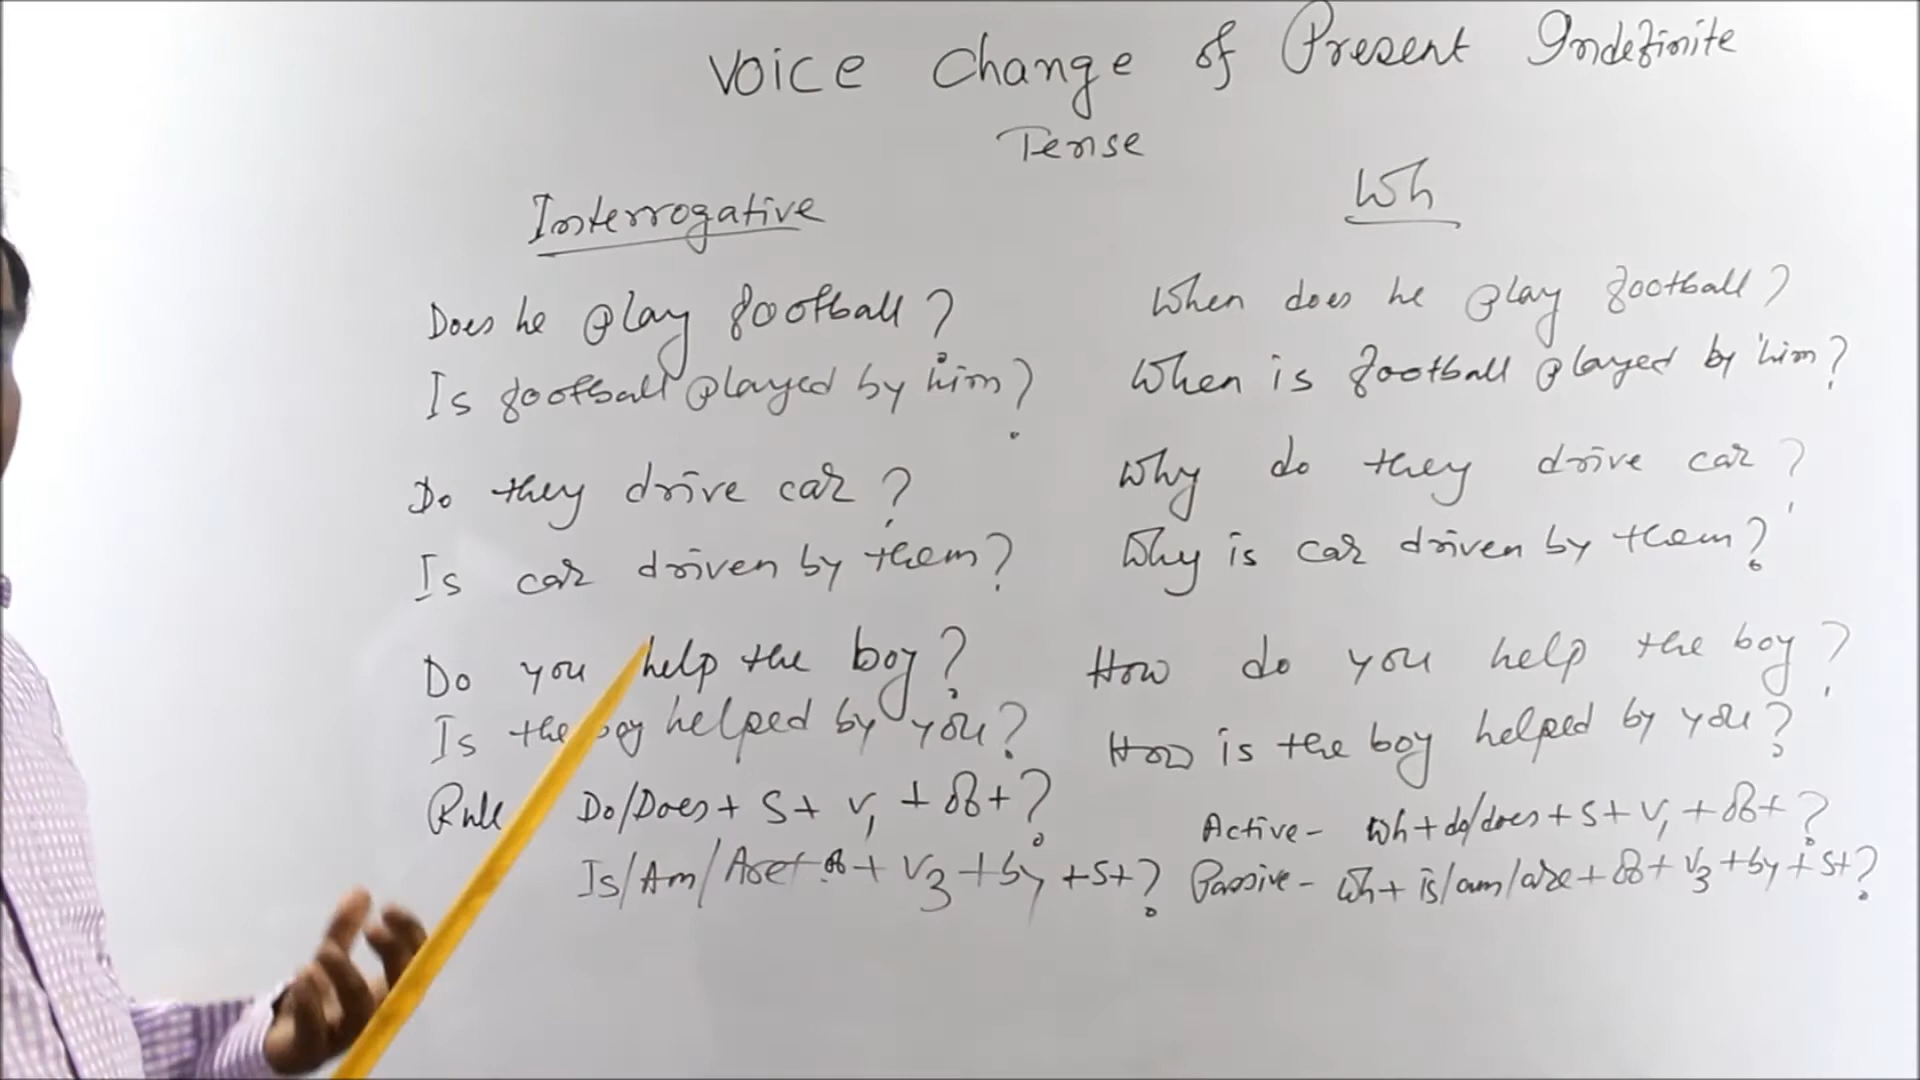 Voice Change of Present Indefinite
Tense
Interrogative
Does he play football?
Is football played by him?
Do they drive car?
Is car driven by them?
Do you help the boy?
Is the boy helped by you?
Rule Do/Does + S + V1 + Ob + ?
Is/Am/Are + Ob + V3 + by + S + ?
Wh
When does he play football?
When is football played by him?
Why do they drive car?
Why is car driven by them?
How do you help the boy?
How is the boy helped by you?
Active - Wh + do/does + S + V1 + Ob + ?
Passive - Wh + is/am/are + Ob + V3 + by + S + ?